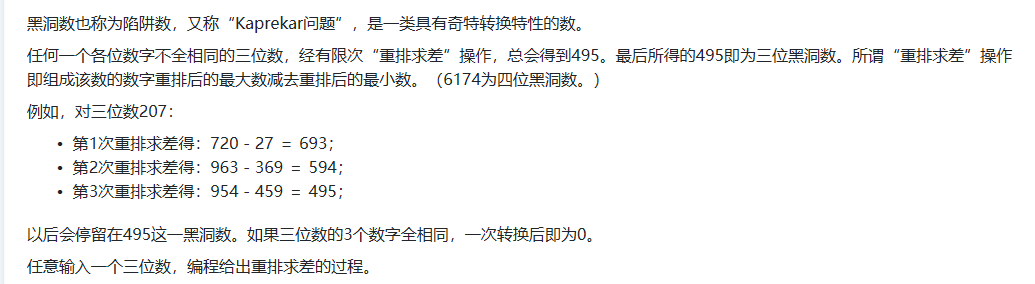 黑洞数也称为陷阱数，又称“Kaprekar问题”，是一类具有奇特转换特性的数。
任何一个各位数字不全相同的三位数，经有限次“重排求差”操作，总会得到495。最后所得的495即为三位黑洞数。所谓“重排求差”操作
即组成该数的数字重排后的最大数减去重排后的最小数。（6174为四位黑洞数。）
例如，对三位数207：
• 第1次重排求差得：720 - 27 = 693；
• 第2次重排求差得：963 - 369 = 594；
• 第3次重排求差得：954 - 459 = 495；
以后会停留在495这一黑洞数。如果三位数的3个数字全相同，一次转换后即为0。
任意输入一个三位数，编程给出重排求差的过程。